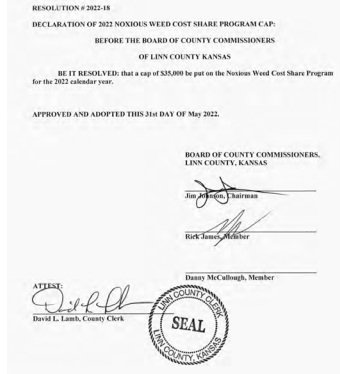 RESOLUTION # 2022-18
DECLARATION OF 2022 NOXIOUS WEED COST SHARE PROGRAM CAP:
BEFORE THE BOARD OF COUNTY COMMISSIONERS
OF LINN COUNTY KANSAS
BE IT RESOLVED: that a cap of $35,000 be put on the Noxious Weed Cost Share Program
for the 2022 calendar year.
APPROVED AND ADOPTED THIS 31st DAY OF May 2022.
BOARD OF COUNTY COMMISSIONERS,
LINN COUNTY, KANSAS
Jim Johnson, Chairman
Rick James, Member
Danny McCullough, Member
ATTEST:
David L. Lamb, County Clerk
LINN COUNTY CLERK
SEAL
LINN COUNTY, KANSAS